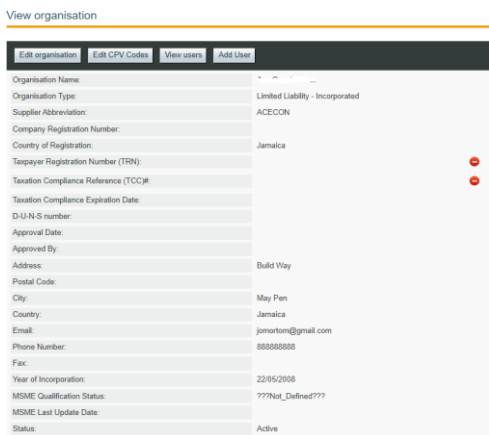 View organisation
Edit organisation Edit CPV Codes View users Add User
Organisation Name:
Organisation Type: Limited Liability - Incorporated
Supplier Abbreviation: ACECON
Company Registration Number:
Country of Registration: Jamaica
Taxpayer Registration Number (TRN):
Taxation Compliance Reference (TCC)#:
Taxation Compliance Expiration Date:
D-U-N-S number:
Approval Date:
Approved By:
Address: Build Way
Postal Code:
City: May Pen
Country: Jamaica
Email: jomortom@gmail.com
Phone Number: 888888888
Fax:
Year of Incorporation: 22/05/2008
MSME Qualification Status: ???Not_Defined???
MSME Last Update Date:
Status: Active